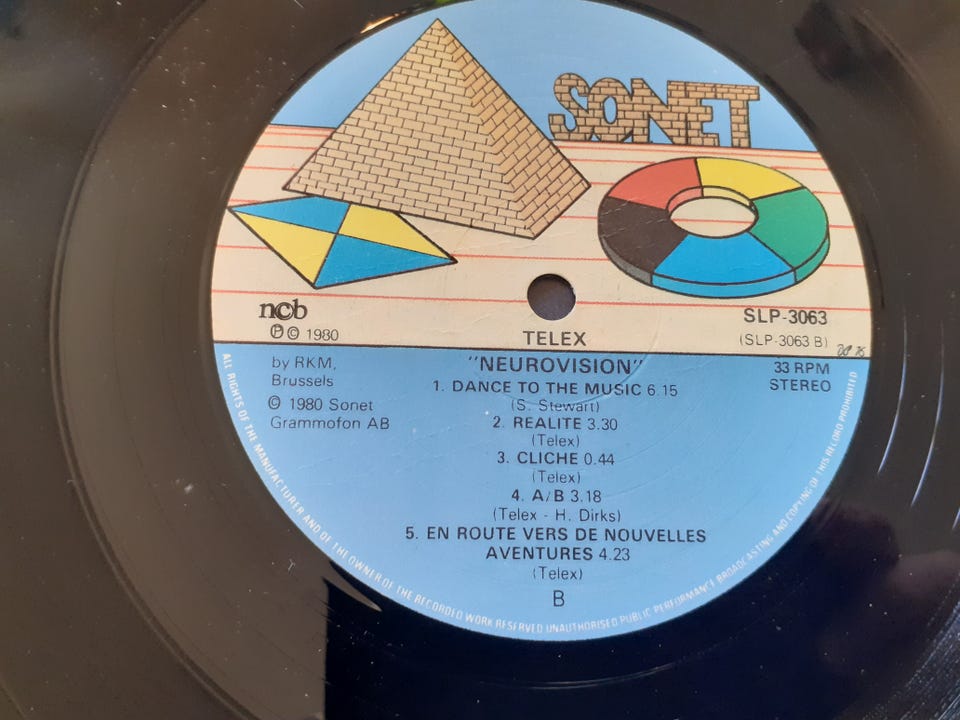 SONET
ncb
℗ © 1980
TELEX
SLP-3063
(SLP-3063 B)
by RKM,
Brussels
© 1980 Sonet
Grammofon AB
33 RPM
STEREO
"NEUROVISION"
1. DANCE TO THE MUSIC 6.15
(S. Stewart)
2. REALITE 3.30
(Telex)
3. CLICHE 0.44
(Telex)
4. A/B 3.18
(Telex - H. Dirks)
5. EN ROUTE VERS DE NOUVELLES
AVENTURES 4.23
(Telex)
B
ALL RIGHTS OF THE MANUFACTURER AND OF THE OWNER OF THE RECORDED WORK RESERVED UNAUTHORISED PUBLIC PERFORMANCE BROADCASTING AND COPYING OF THIS RECORD PROHIBITED